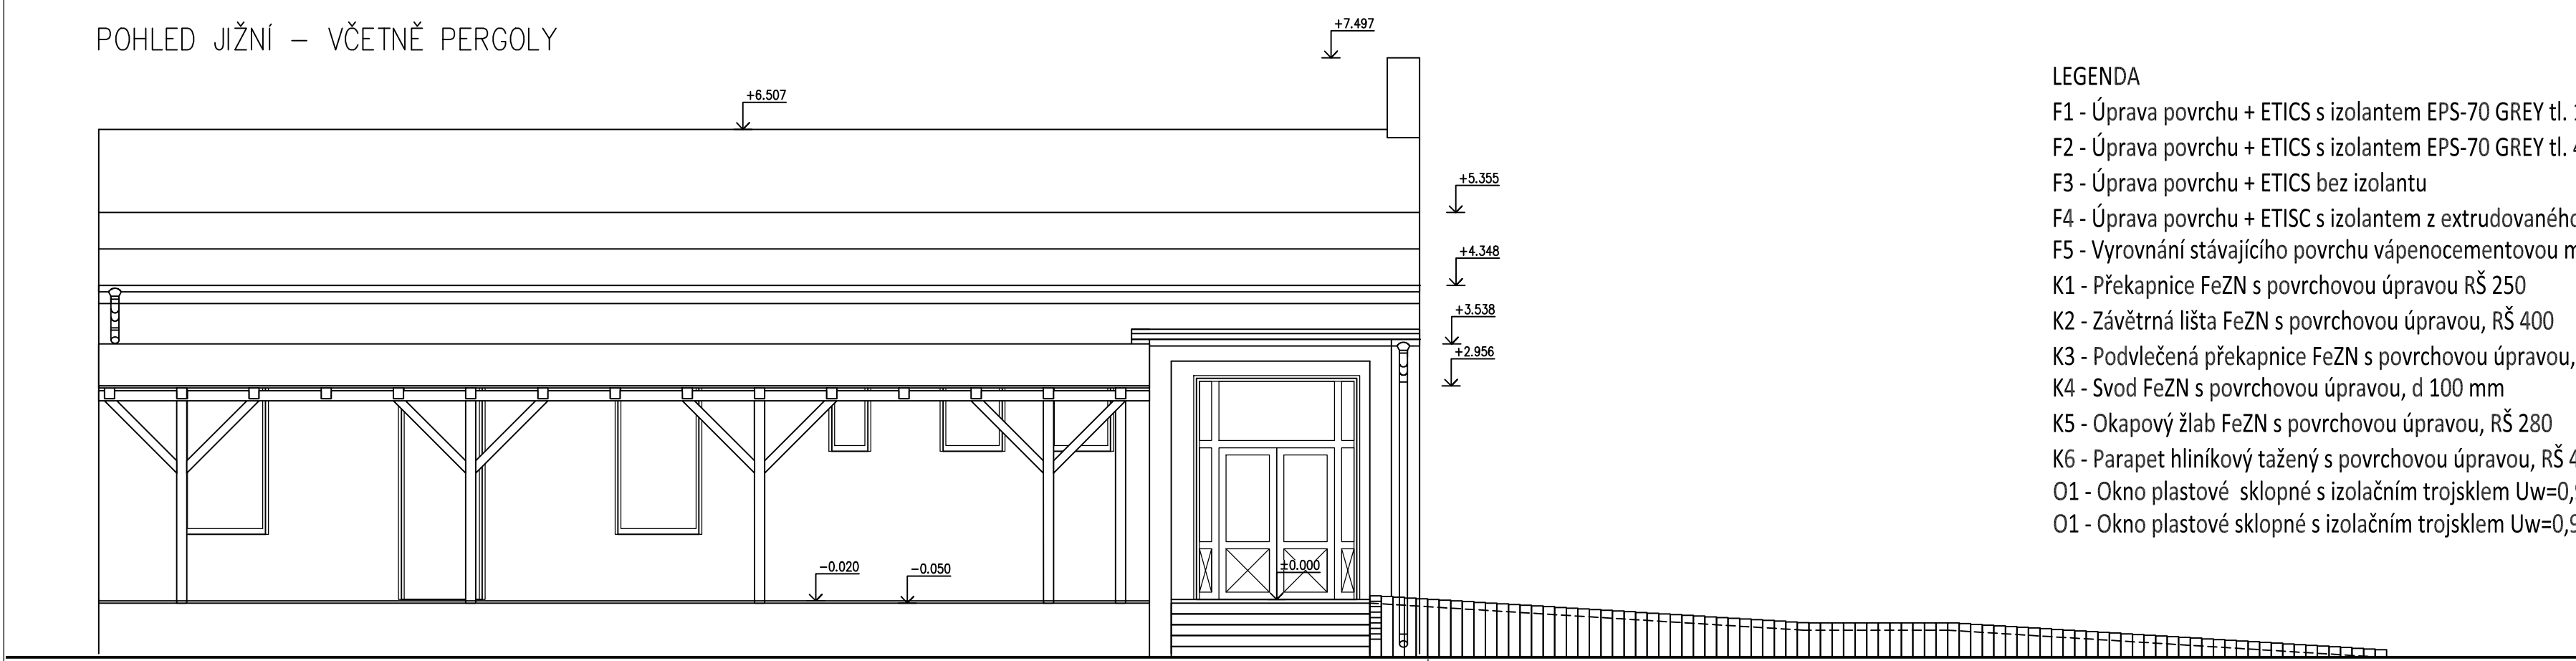 POHLED JIŽNÍ – VČETNĚ PERGOLY
+7.497
+6.507
+5.355
+4.348
+3.538
+2.956
-0.020
-0.050
±0.000
LEGENDA
F1 - Úprava povrchu + ETICS s izolantem EPS-70 GREY tl.
F2 - Úprava povrchu + ETICS s izolantem EPS-70 GREY tl.
F3 - Úprava povrchu + ETICS bez izolantu
F4 - Úprava povrchu + ETISC s izolantem z extrudovaného
F5 - Vyrovnání stávajícího povrchu vápenocementovou
K1 - Překapnice FeZN s povrchovou úpravou RŠ 250
K2 - Závětrná lišta FeZN s povrchovou úpravou, RŠ 400
K3 - Podvlečená překapnice FeZN s povrchovou úpravou,
K4 - Svod FeZN s povrchovou úpravou, d 100 mm
K5 - Okapový žlab FeZN s povrchovou úpravou, RŠ 280
K6 - Parapet hliníkový tažený s povrchovou úpravou, RŠ
O1 - Okno plastové  sklopné s izolačním trojsklem Uw=0,
O1 - Okno plastové sklopné s izolačním trojsklem Uw=0,9